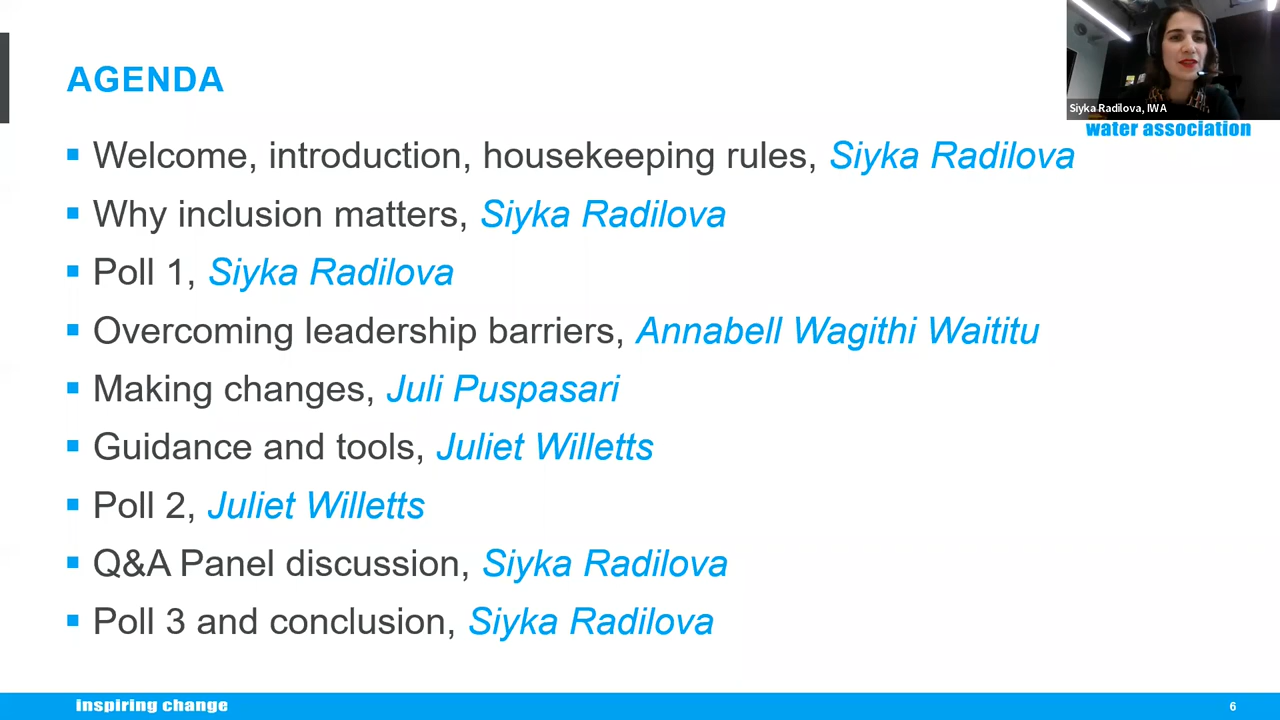 AGENDA
Siyka Radilova, IWA
water association
▪ Welcome, introduction, housekeeping rules, Siyka Radilova
▪ Why inclusion matters, Siyka Radilova
▪ Poll 1, Siyka Radilova
▪ Overcoming leadership barriers, Annabell Wagithi Waititu
▪ Making changes, Juli Puspasari
▪ Guidance and tools, Juliet Willetts
▪ Poll 2, Juliet Willetts
▪ Q&A Panel discussion, Siyka Radilova
▪ Poll 3 and conclusion, Siyka Radilova
inspiring change
6